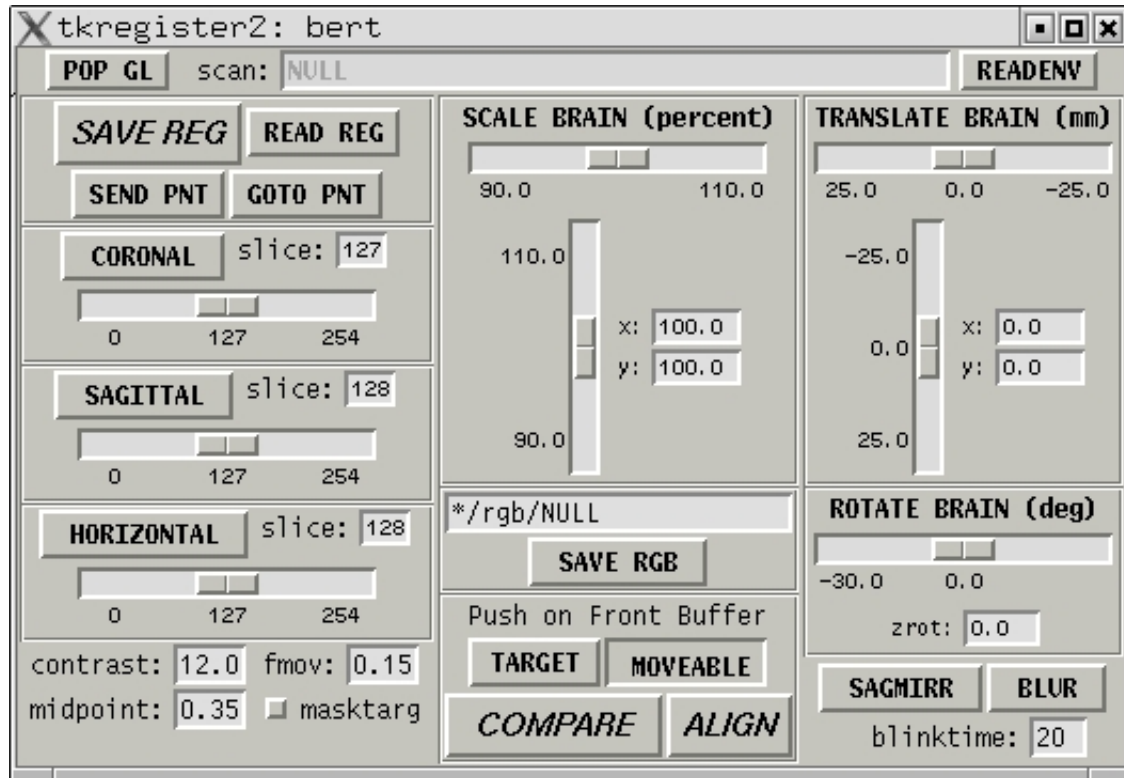 tkregister2: bert
POP GL scan: NULL READENV
SAVE REG READ REG
SEND PNT GOTO PNT
CORONAL slice: 127
0 127 254
SAGITTAL slice: 128
0 127 254
HORIZONTAL slice: 128
0 127 254
contrast: 12.0 fmov: 0.15
midpoint: 0.35 masktarg
SCALE BRAIN (percent)
90.0 110.0
110.0
x: 100.0
y: 100.0
90.0
*/rgb/NULL
SAVE RGB
Push on Front Buffer
TARGET MOVEABLE
COMPARE ALIGN
TRANSLATE BRAIN (mm)
25.0 0.0 -25.0
-25.0
x: 0.0
0.0
y: 0.0
25.0
ROTATE BRAIN (deg)
-30.0 0.0
zrot: 0.0
SAGMIRR BLUR
blinktime: 20